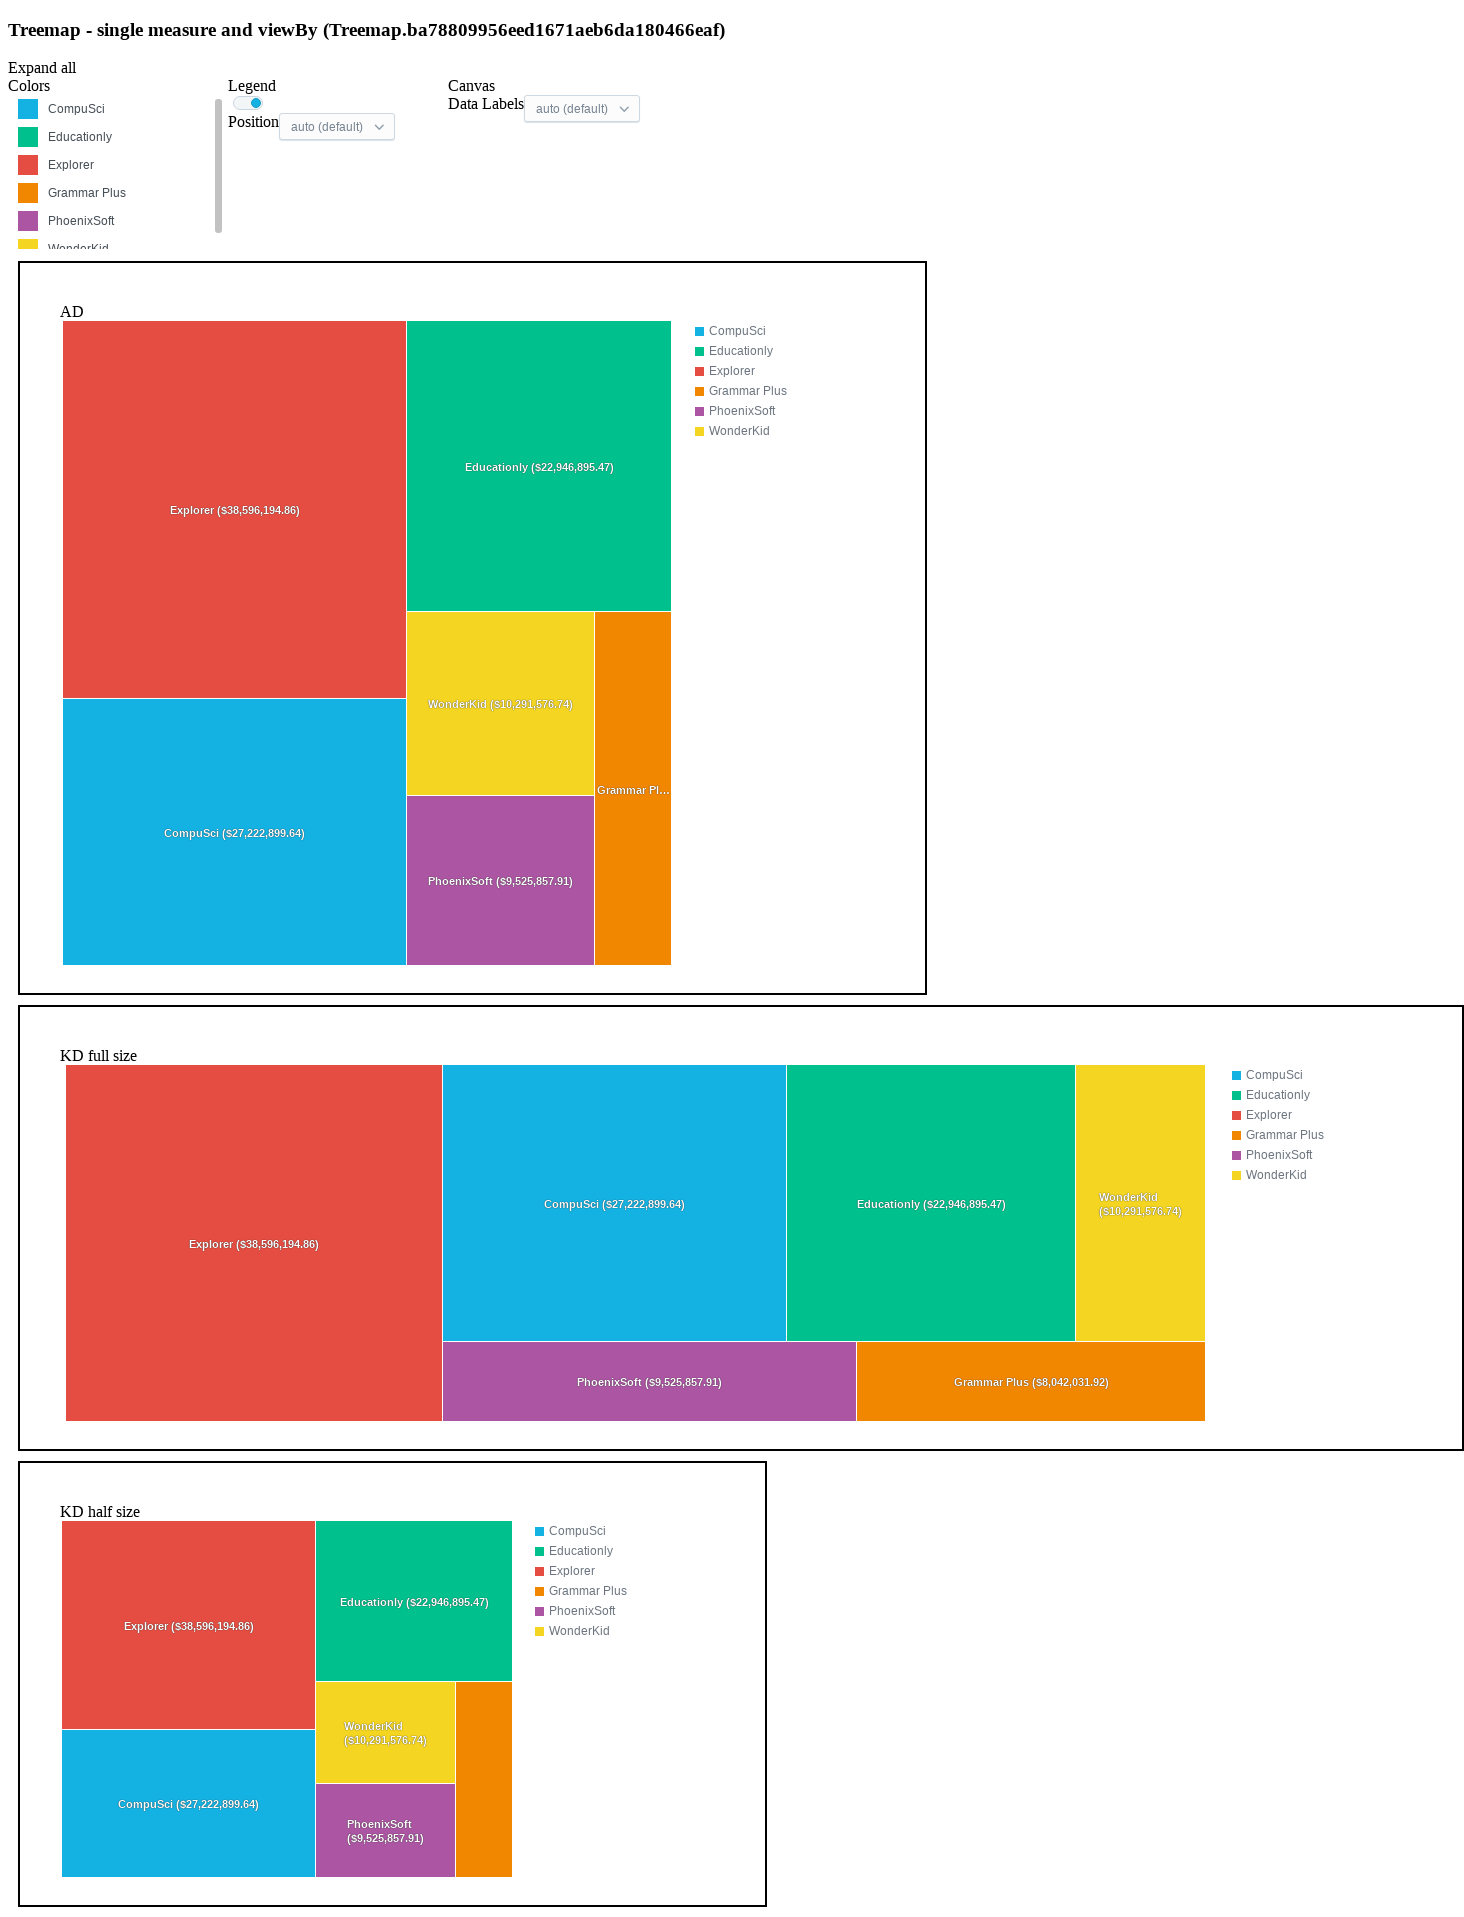 Treemap - single measure and viewBy (Treemap.ba78809956eed1671aeb6da180466eaf)
Expand all
Colors
CompuSci
Educationly
Explorer
Grammar Plus
PhoenixSoft
WonderKid
Legend
Position auto (default)
Canvas
Data Labels auto (default)
AD
Explorer ($38,596,194.86)
Educationly ($22,946,895.47)
WonderKid ($10,291,576.74)
Grammar Pl…
CompuSci ($27,222,899.64)
PhoenixSoft ($9,525,857.91)
CompuSci
Educationly
Explorer
Grammar Plus
PhoenixSoft
WonderKid
KD full size
Explorer ($38,596,194.86)
CompuSci ($27,222,899.64)
Educationly ($22,946,895.47)
WonderKid
($10,291,576.74)
PhoenixSoft ($9,525,857.91)
Grammar Plus ($8,042,031.92)
CompuSci
Educationly
Explorer
Grammar Plus
PhoenixSoft
WonderKid
KD half size
Explorer ($38,596,194.86)
Educationly ($22,946,895.47)
WonderKid
($10,291,576.74)
CompuSci ($27,222,899.64)
PhoenixSoft
($9,525,857.91)
CompuSci
Educationly
Explorer
Grammar Plus
PhoenixSoft
WonderKid